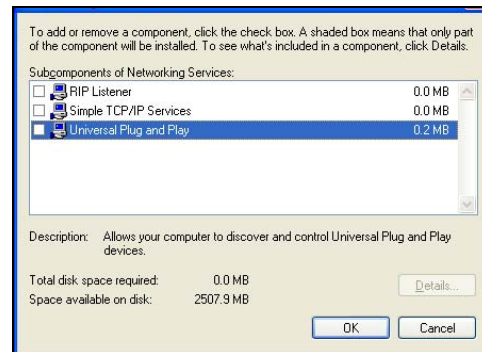 To add or remove a component, click the check box. A shaded box means that only part
of the component will be installed. To see what's included in a component, click Details.
Subcomponents of Networking Services:
RIP Listener 0.0 MB
Simple TCP/IP Services 0.0 MB
Universal Plug and Play 0.2 MB
Description: Allows your computer to discover and control Universal Plug and Play
devices.
Total disk space required: 0.0 MB
Details...
Space available on disk: 2507.9 MB
OK Cancel